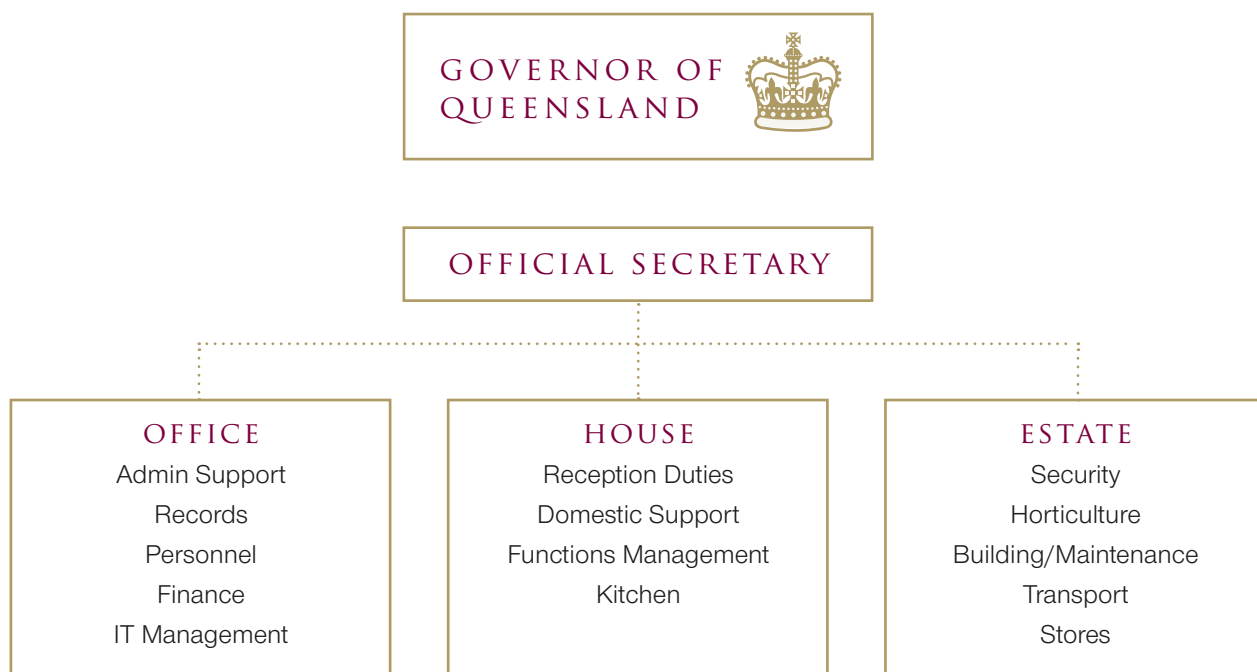 GOVERNOR OF
QUEENSLAND
OFFICIAL SECRETARY
OFFICE
Admin Support
Records
Personnel
Finance
IT Management
HOUSE
Reception Duties
Domestic Support
Functions Management
Kitchen
ESTATE
Security
Horticulture
Building/Maintenance
Transport
Stores